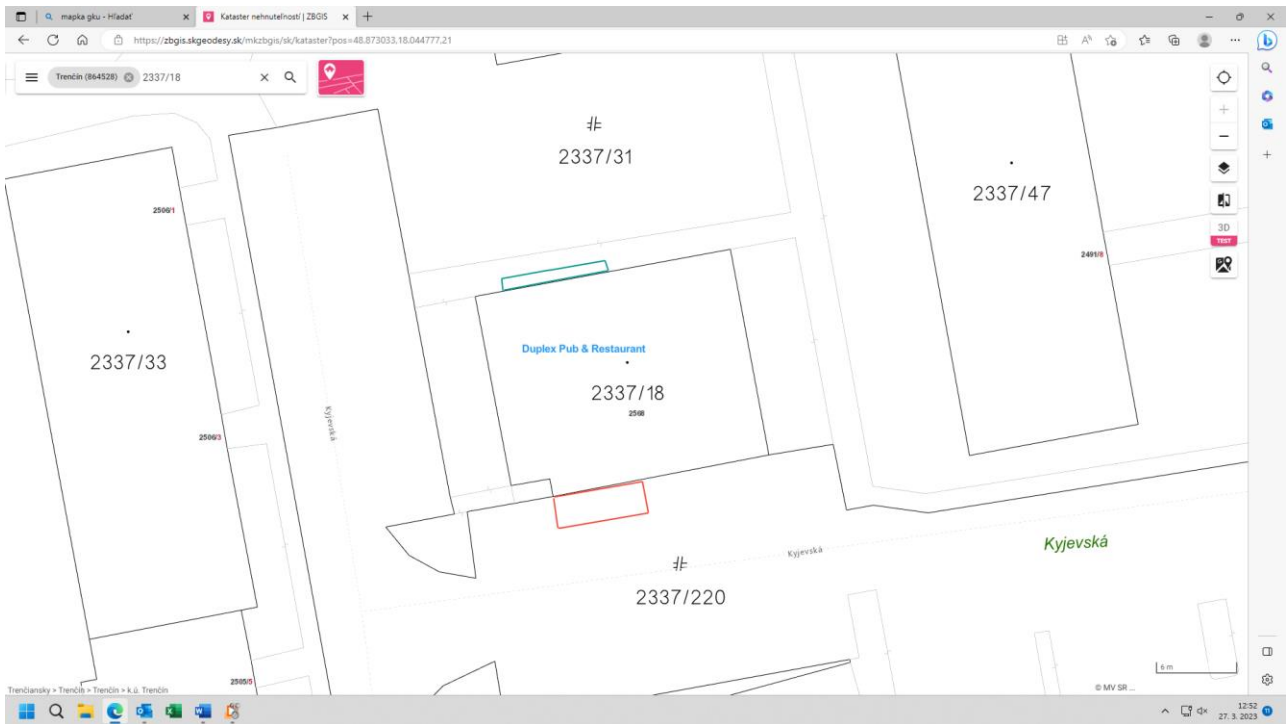 mapka gku - Hľadať
Kataster nehnuteľností | ZBGIS
https://zbgis.skgeodesy.sk/mkzbgis/sk/kataster?pos=48.873033,18.044777,21
Trenčín (864528) 2337/18
2337/31
2337/47
3D
TEST
2506/1
2491/8
Duplex Pub & Restaurant
2337/33
2337/18
2568
Kyjevská
2506/3
Kyjevská
Kyjevská
2337/220
6 m
2505/5
Trenčiansky > Trenčín > Trenčín > k.ú. Trenčín
© MV SR ...
12:52
27. 3. 2023